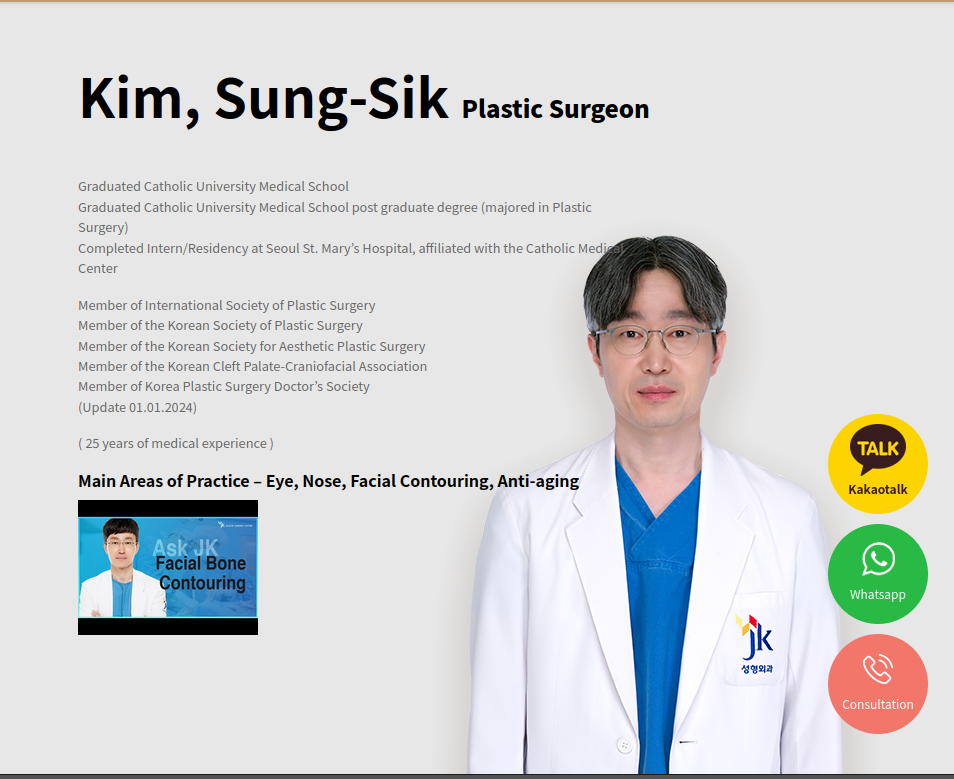 Kim, Sung-Sik Plastic Surgeon
Graduated Catholic University Medical School
Graduated Catholic University Medical School post graduate degree (majored in Plastic
Surgery)
Completed Intern/Residency at Seoul St. Mary’s Hospital, affiliated with the Catholic Medical
Center
Member of International Society of Plastic Surgery
Member of the Korean Society of Plastic Surgery
Member of the Korean Society for Aesthetic Plastic Surgery
Member of the Korean Cleft Palate-Craniofacial Association
Member of Korea Plastic Surgery Doctor’s Society
(Update 01.01.2024)
( 25 years of medical experience )
Main Areas of Practice – Eye, Nose, Facial Contouring, Anti-aging
Ask JK
Facial Bone
Contouring
jk
성형외과
TALK
Kakaotalk
Whatsapp
Consultation